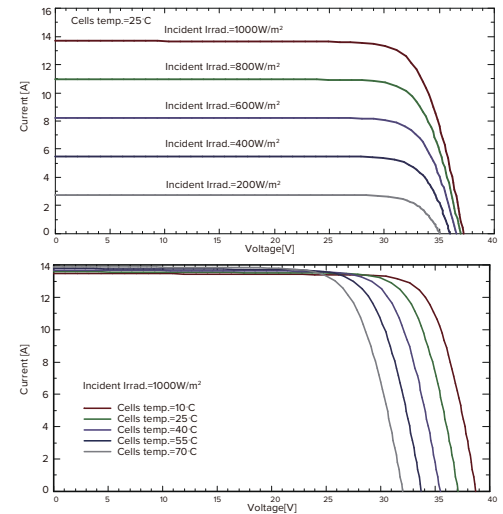 16
Cells temp.=25·C
Incident Irrad.=1000W/m²
14
12
Incident Irrad.=800W/m²
10
Incident Irrad.=600W/m²
8
Current [A]
Incident Irrad.=400W/m²
6
4
Incident Irrad.=200W/m²
2
0
0 5 10 15 20 25 30 35 40
Voltage[V]
14
12
10
8
Current [A]
Incident Irrad.=1000W/m²
6
Cells temp.=10·C
Cells temp.=25·C
4
Cells temp.=40·C
Cells temp.=55·C
Cells temp.=70·C
2
0
0 5 10 15 20 25 30 35 40
Voltage[V]